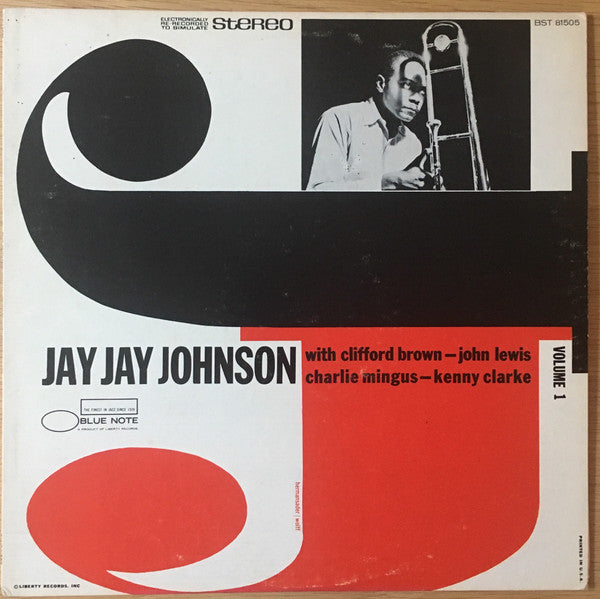 ELECTRONICALLY
RE-RECORDED
TO SIMULATE
Stereo
BST 81505
JAY JAY JOHNSON
with clifford brown – john lewis
charlie mingus – kenny clarke
VOLUME 1
THE FINEST IN JAZZ SINCE 1939
BLUE NOTE
A PRODUCT OF LIBERTY RECORDS
hermansader / wolff
© LIBERTY RECORDS, INC
PRINTED IN U.S.A.